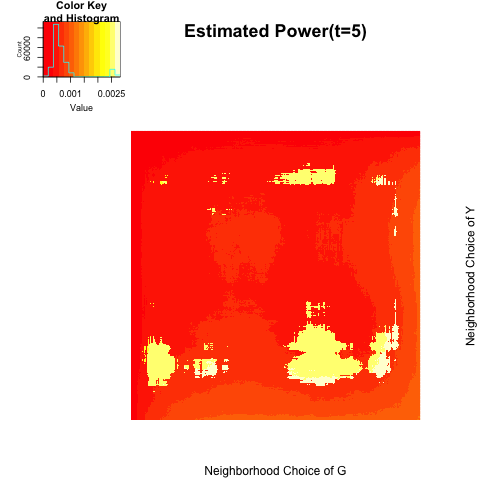 Color Key
and Histogram
Count
0 60000
0 0.001 0.0025
Value
Estimated Power(t=5)
Neighborhood Choice of Y
Neighborhood Choice of G